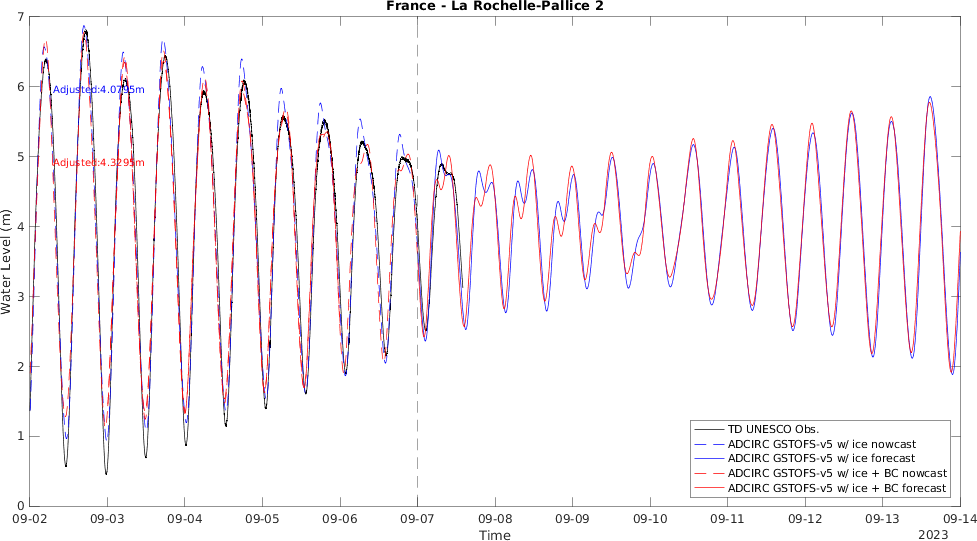 France - La Rochelle-Pallice 2
7
6
5
4
3
2
1
0
Water Level (m)
Adjusted:4.0795m
Adjusted:4.3295m
TD UNESCO Obs.
ADCIRC GSTOFS-v5 w/ ice nowcast
ADCIRC GSTOFS-v5 w/ ice forecast
ADCIRC GSTOFS-v5 w/ ice + BC nowcast
ADCIRC GSTOFS-v5 w/ ice + BC forecast
09-02 09-03 09-04 09-05 09-06 09-07 09-08 09-09 09-10 09-11 09-12 09-13 09-14
Time 2023